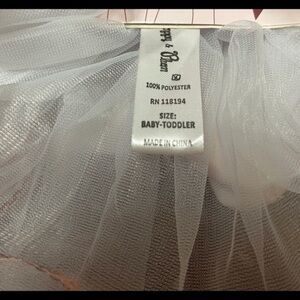 &
100% POLYESTER
RN 118194
SIZE:
BABY-TODDLER
MADE IN CHINA